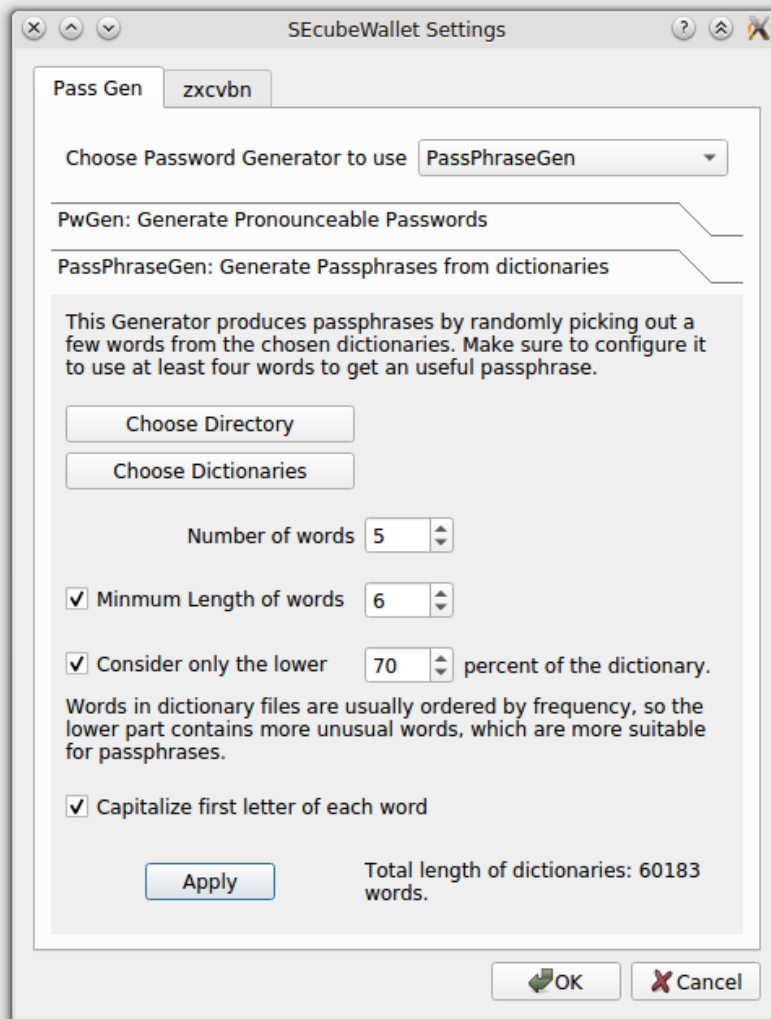 SEcubeWallet Settings
Pass Gen
zxcvbn
Choose Password Generator to use PassPhraseGen
PwGen: Generate Pronounceable Passwords
PassPhraseGen: Generate Passphrases from dictionaries
This Generator produces passphrases by randomly picking out a
few words from the chosen dictionaries. Make sure to configure it
to use at least four words to get an useful passphrase.
Choose Directory
Choose Dictionaries
Number of words 5
Minmum Length of words 6
Consider only the lower 70 percent of the dictionary.
Words in dictionary files are usually ordered by frequency, so the
lower part contains more unusual words, which are more suitable
for passphrases.
Capitalize first letter of each word
Apply
Total length of dictionaries: 60183
words.
OK
Cancel